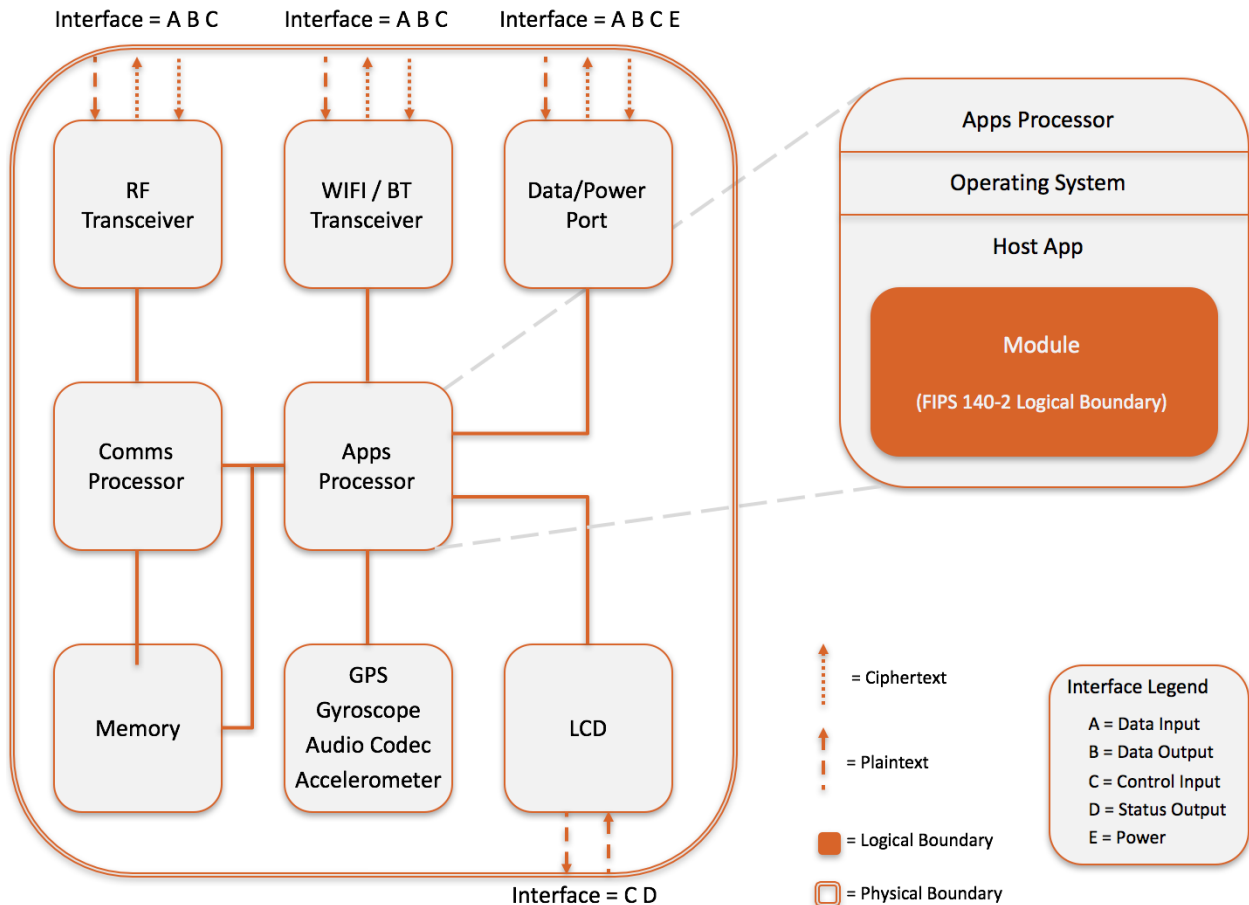 Interface = A B C
Interface = A B C
Interface = A B C E
RF
Transceiver
WIFI / BT
Transceiver
Data/Power
Port
Comms
Processor
Apps
Processor
Memory
GPS
Gyroscope
Audio Codec
Accelerometer
LCD
Interface = C D
Apps Processor
Operating System
Host App
Module
(FIPS 140-2 Logical Boundary)
= Ciphertext
= Plaintext
= Logical Boundary
= Physical Boundary
Interface Legend
A = Data Input
B = Data Output
C = Control Input
D = Status Output
E = Power